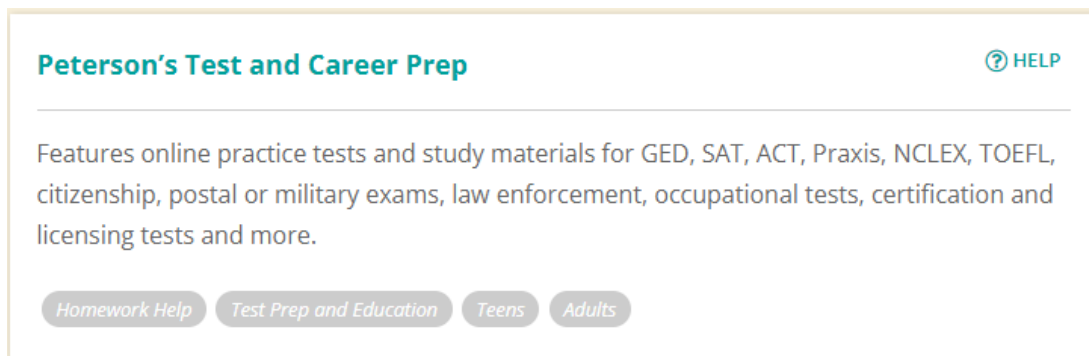 Peterson’s Test and Career Prep
? HELP
Features online practice tests and study materials for GED, SAT, ACT, Praxis, NCLEX, TOEFL,
citizenship, postal or military exams, law enforcement, occupational tests, certification and
licensing tests and more.
Homework Help Test Prep and Education Teens Adults